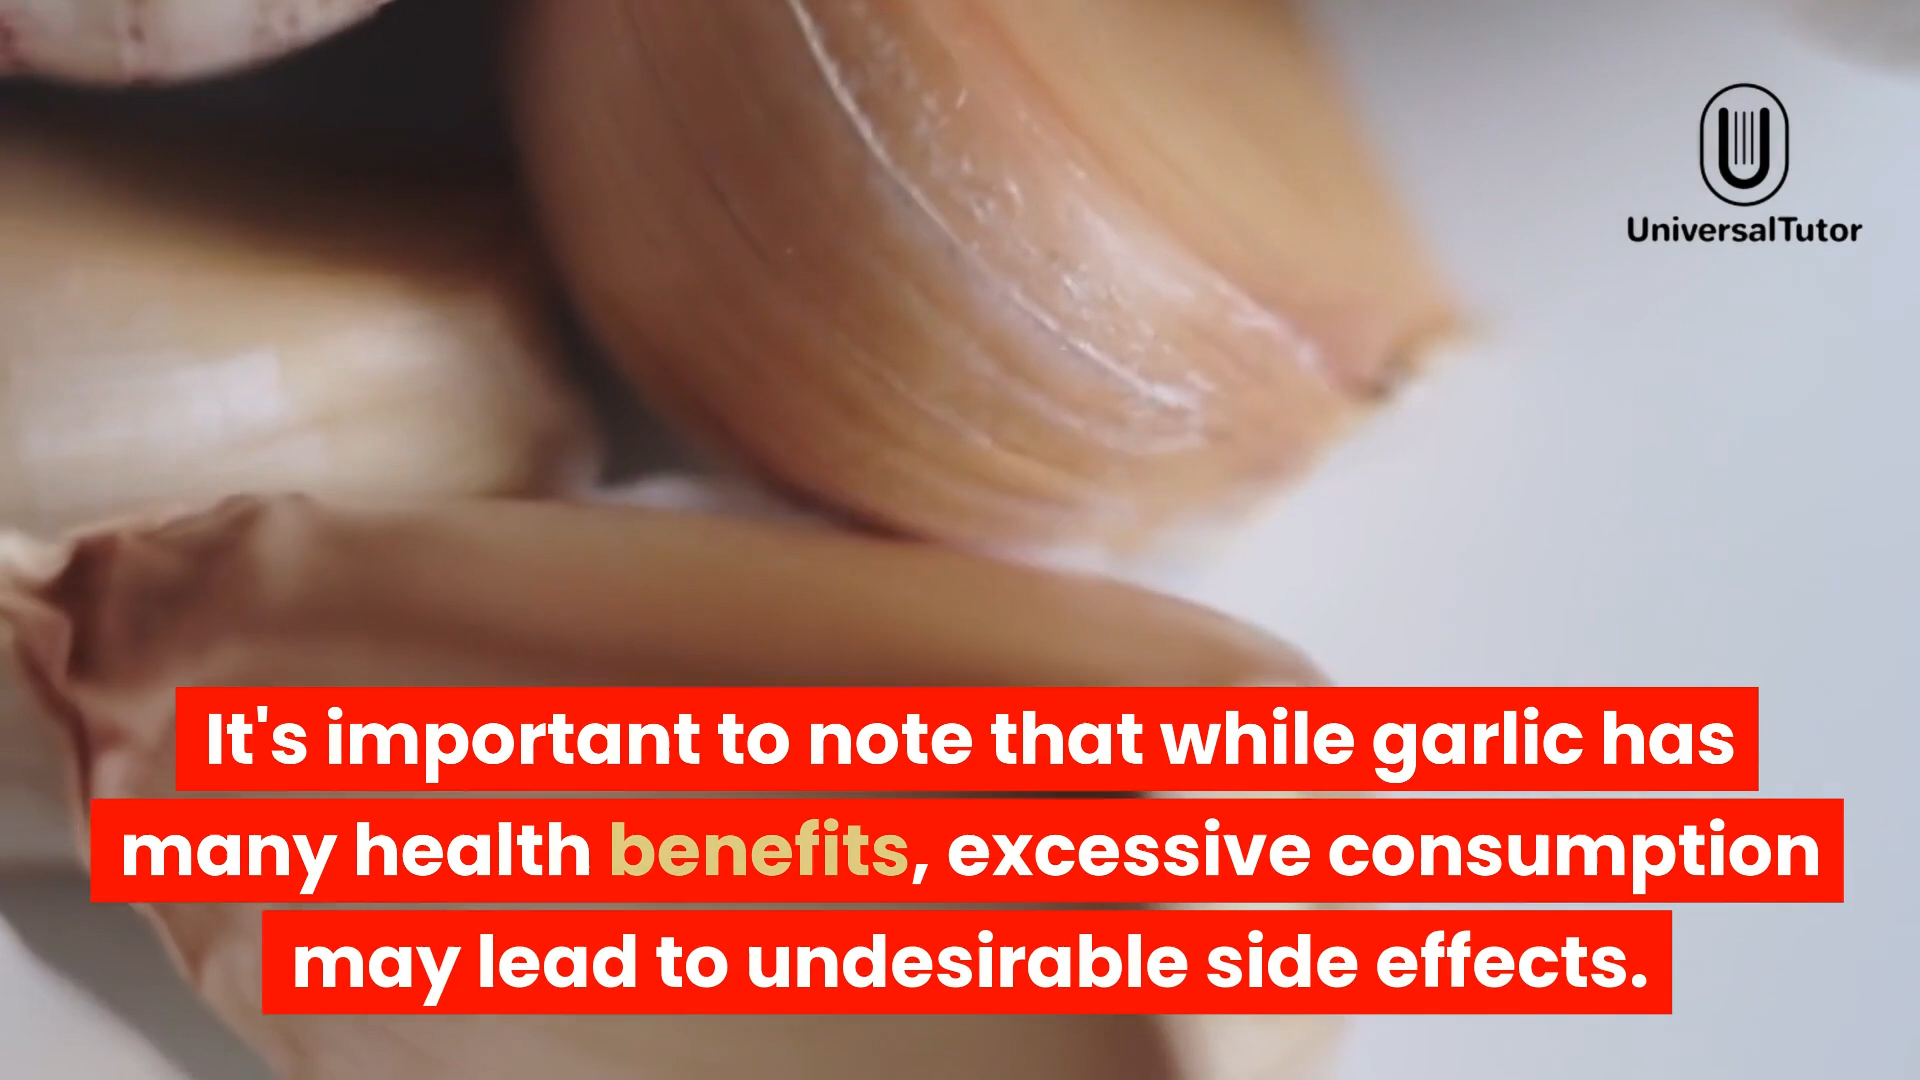 UniversalTutor
It's important to note that while garlic has
many health benefits, excessive consumption
may lead to undesirable side effects.